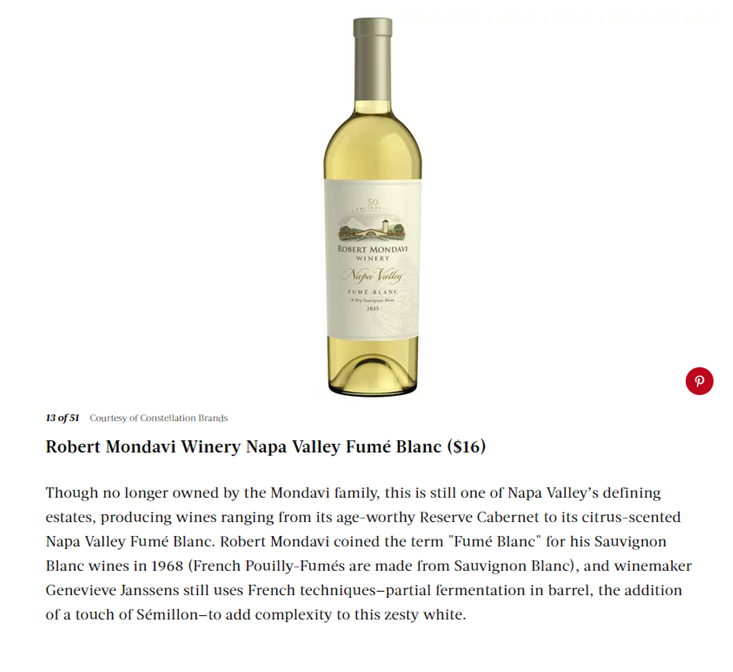 50
ROBERT MONDAVI
WINERY
Napa Valley
FUMÉ BLANC
A Dry Sauvignon Blanc
2015
13 of 51 Courtesy of Constellation Brands
Robert Mondavi Winery Napa Valley Fumé Blanc ($16)
Though no longer owned by the Mondavi family, this is still one of Napa Valley’s defining
estates, producing wines ranging from its age-worthy Reserve Cabernet to its citrus-scented
Napa Valley Fumé Blanc. Robert Mondavi coined the term "Fumé Blanc" for his Sauvignon
Blanc wines in 1968 (French Pouilly-Fumés are made from Sauvignon Blanc), and winemaker
Genevieve Janssens still uses French techniques—partial fermentation in barrel, the addition
of a touch of Sémillon—to add complexity to this zesty white.